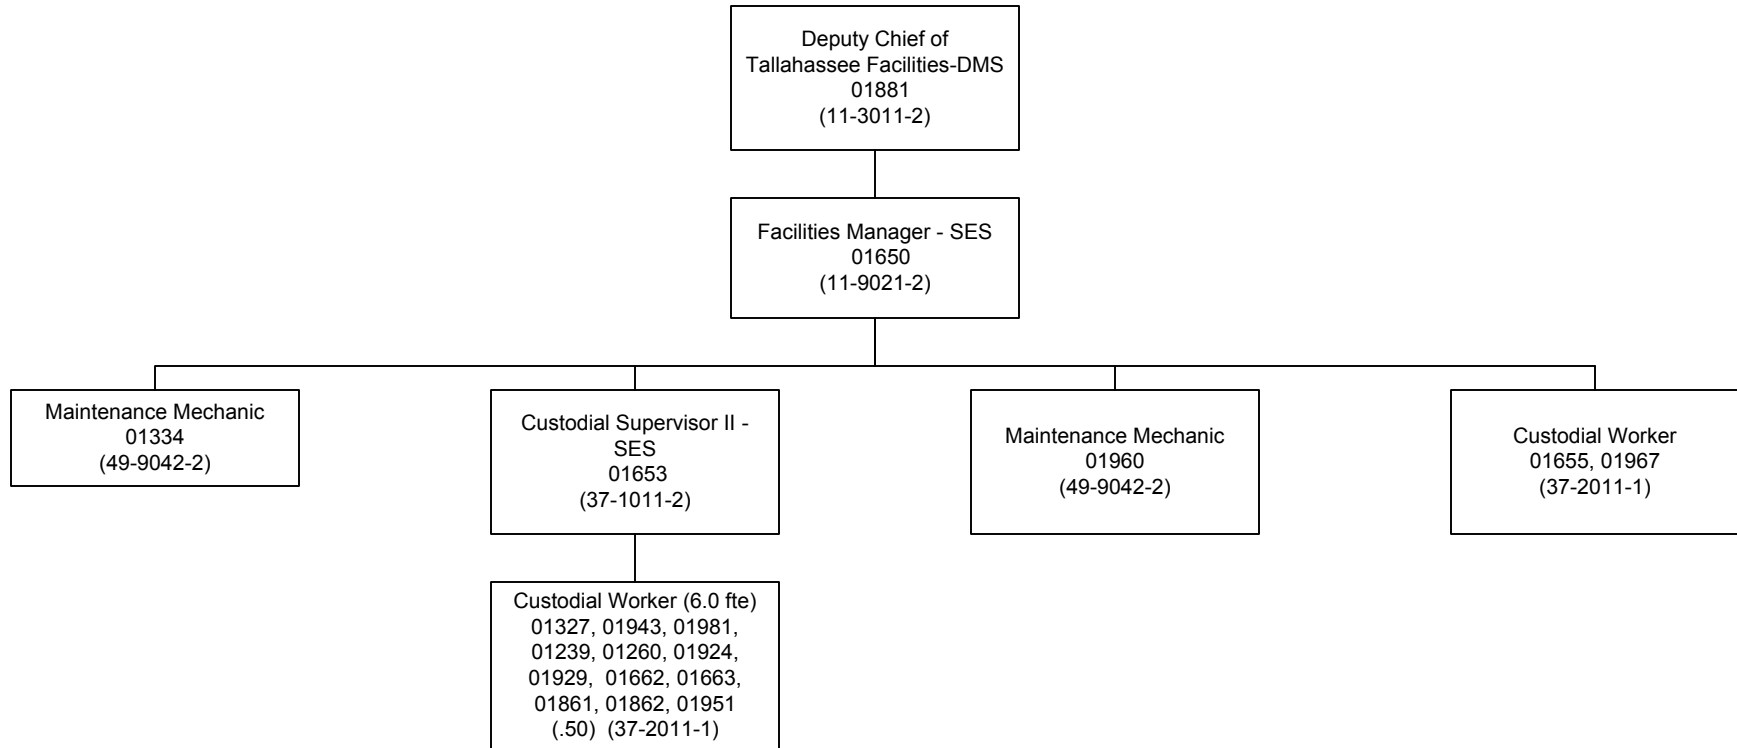 Deputy Chief of
Tallahassee Facilities-DMS
01881
(11-3011-2)
Facilities Manager - SES
01650
(11-9021-2)
Maintenance Mechanic
01334
(49-9042-2)
Custodial Supervisor II -
SES
01653
(37-1011-2)
Maintenance Mechanic
01960
(49-9042-2)
Custodial Worker
01655, 01967
(37-2011-1)
Custodial Worker (6.0 fte)
01327, 01943, 01981,
01239, 01260, 01924,
01929,  01662, 01663,
01861, 01862, 01951
(.50)  (37-2011-1)